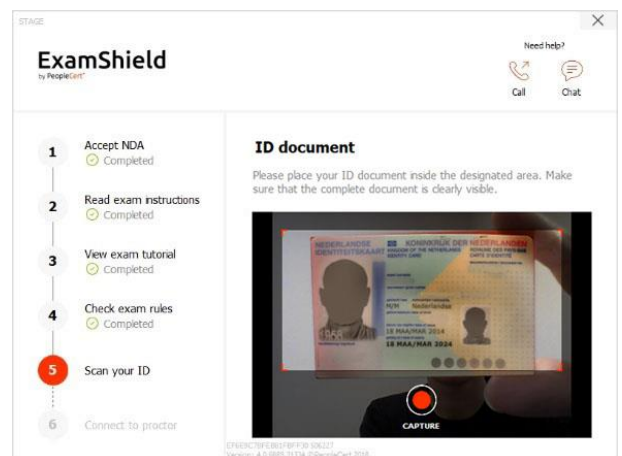 STAGE
ExamShield
by PeopleCert
Need help?
Call
Chat
1
Accept NDA
Completed
2
Read exam instructions
Completed
3
View exam tutorial
Completed
4
Check exam rules
Completed
5
Scan your ID
6
Connect to proctor
ID document
Please place your ID document inside the designated area. Make
sure that the complete document is clearly visible.
NEDERLANDSE
IDENTITEITSKAART
KONINKRIJK DER NEDERLANDEN
KINGDOM OF THE NETHERLANDS
IDENTITY CARD
ROYAUME DES PAYS-BAS
CARTE D'IDENTITÉ
M/M Nederlandse
18 MAA/MAR 2014
18 MAA/MAR 2024
CAPTURE